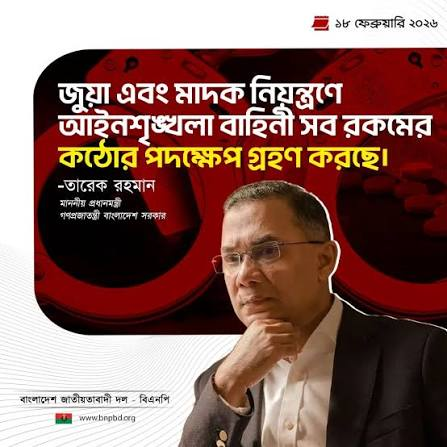 ১৮ ফেব্রুয়ারি ২০২৬
জুয়া এবং মাদক নিয়ন্ত্রণে
আইনশৃঙ্খলা বাহিনী সব রকমের
কঠোর পদক্ষেপ গ্রহণ করছে।
-তারেক রহমান
মাননীয় প্রধানমন্ত্রী
গণপ্রজাতন্ত্রী বাংলাদেশ সরকার
বাংলাদেশ জাতীয়তাবাদী দল - বিএনপি
www.bnpbd.org